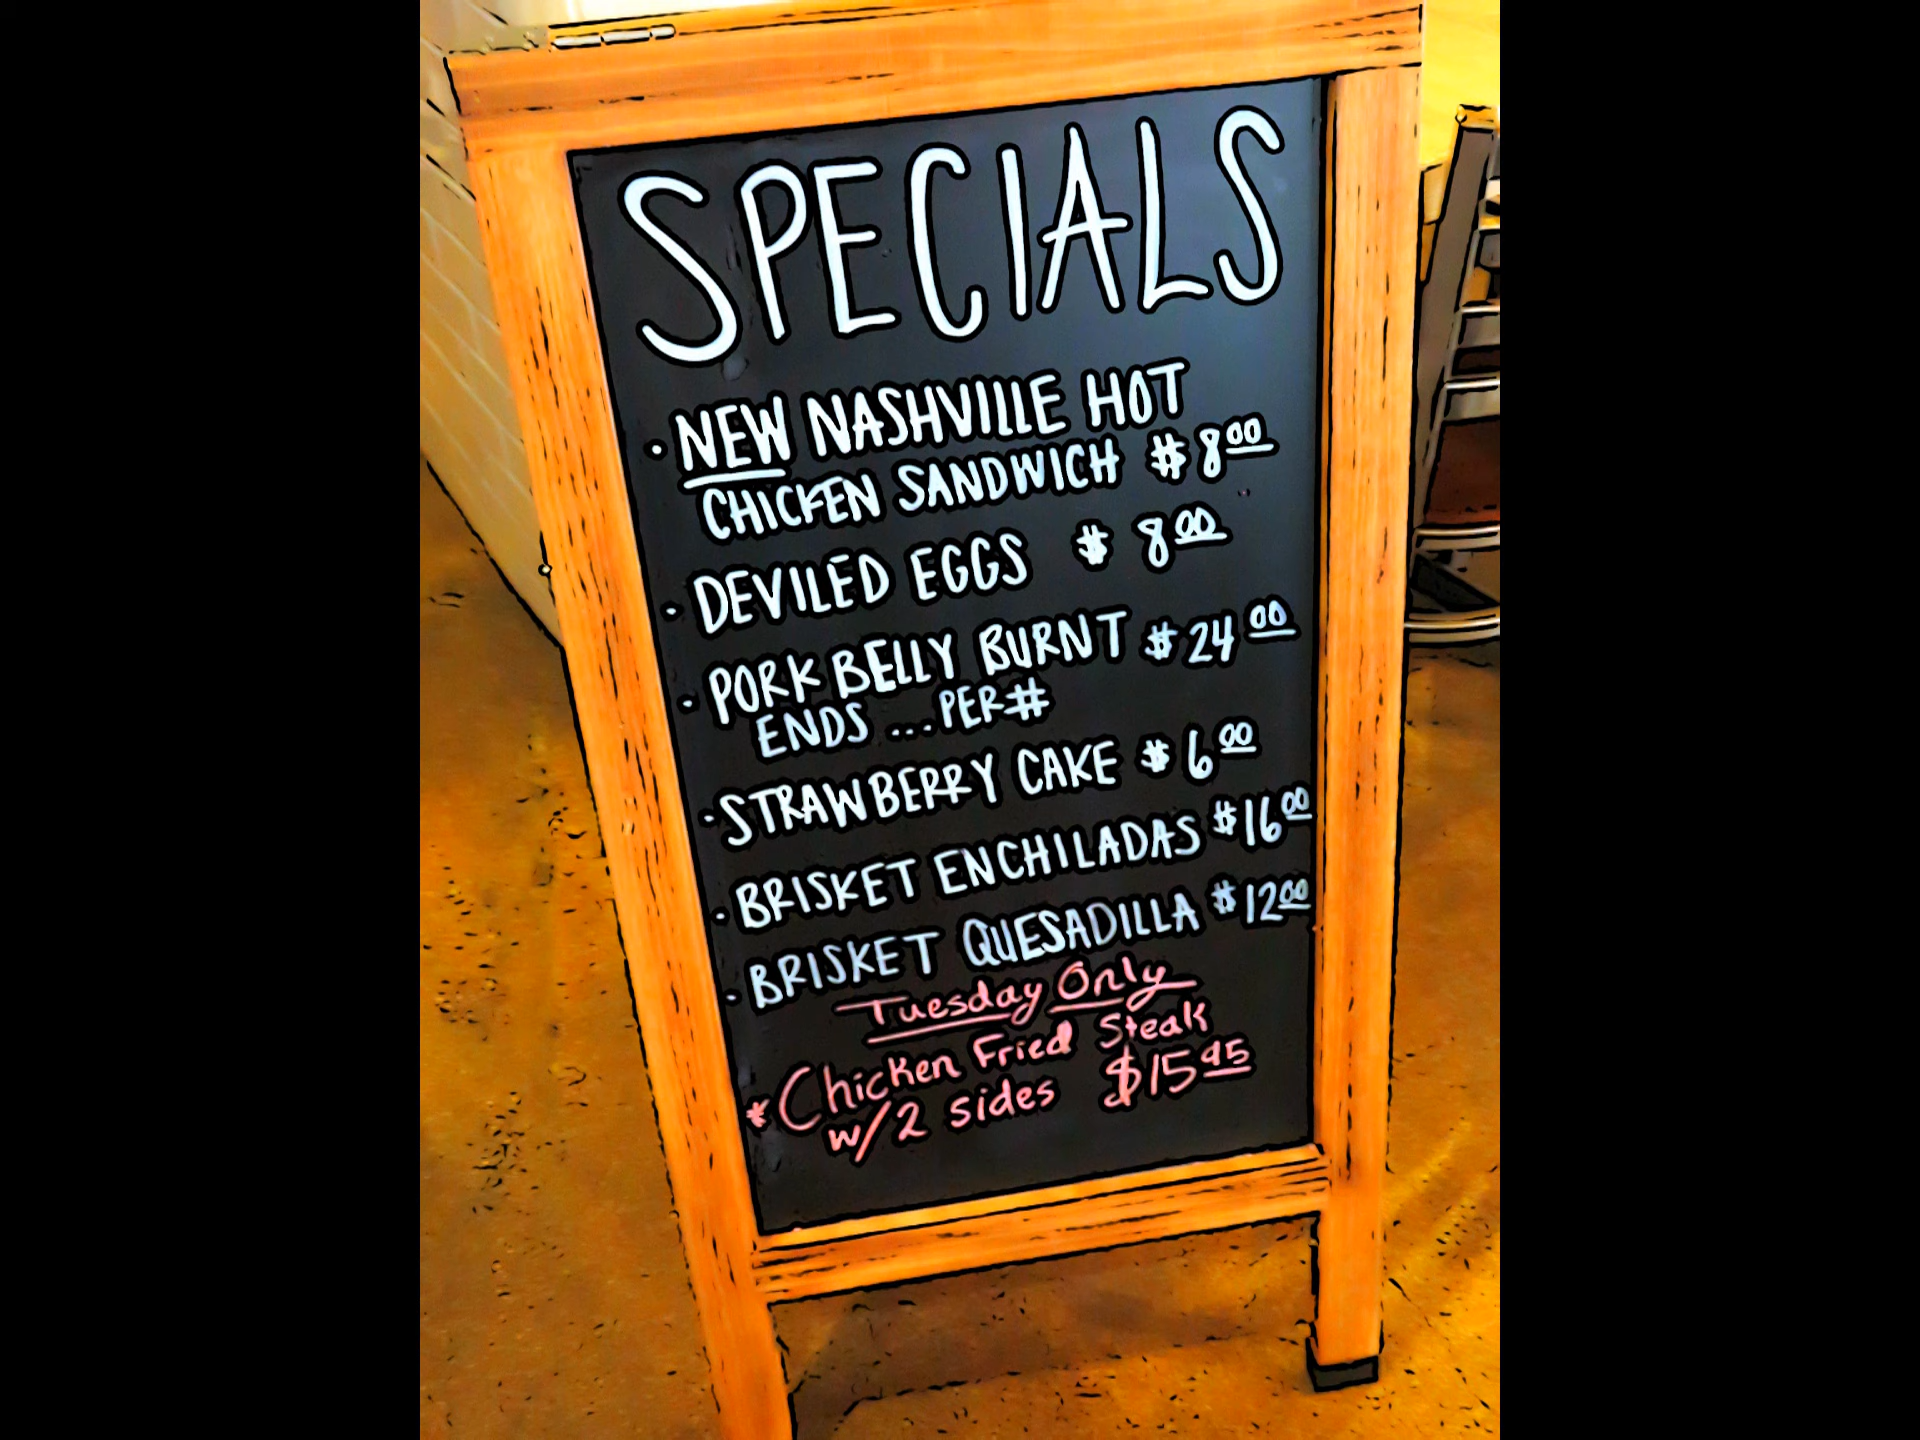 SPECIALS
· NEW NASHVILLE HOT
CHICKEN SANDWICH $8.00
· DEVILED EGGS $8.00
· PORK BELLY BURNT $24.00
ENDS ... PER#
· STRAWBERRY CAKE $6.00
· BRISKET ENCHILADAS $16.00
· BRISKET QUESADILLA $12.00
Tuesday Only
* Chicken Fried Steak
w/2 sides $15.95